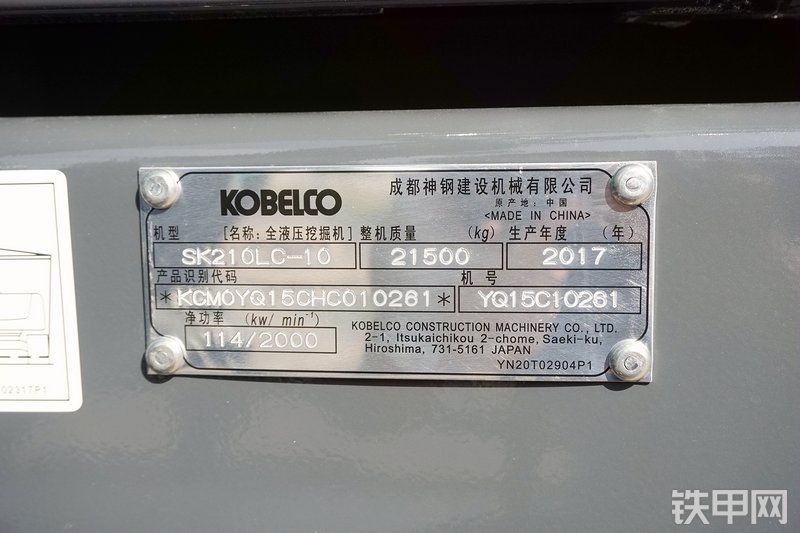 KOBELCO
成都神钢建设机械有限公司
原产地：中国
<MADE IN CHINA>
机型 [名称：全液压挖掘机] 整机质量 (kg) 生产年度 (年)
SK210LC-10 21500 2017
产品识别代码 机号
*KCM0YQ15CHC010261* YQ15C10261
净功率 (kw/ min⁻¹)
114/2000
KOBELCO CONSTRUCTION MACHINERY CO., LTD.
2-1, Itsukaichikou 2-chome, Saeki-ku,
Hiroshima, 731-5161 JAPAN
YN20T02904P1
02317P1
铁甲网